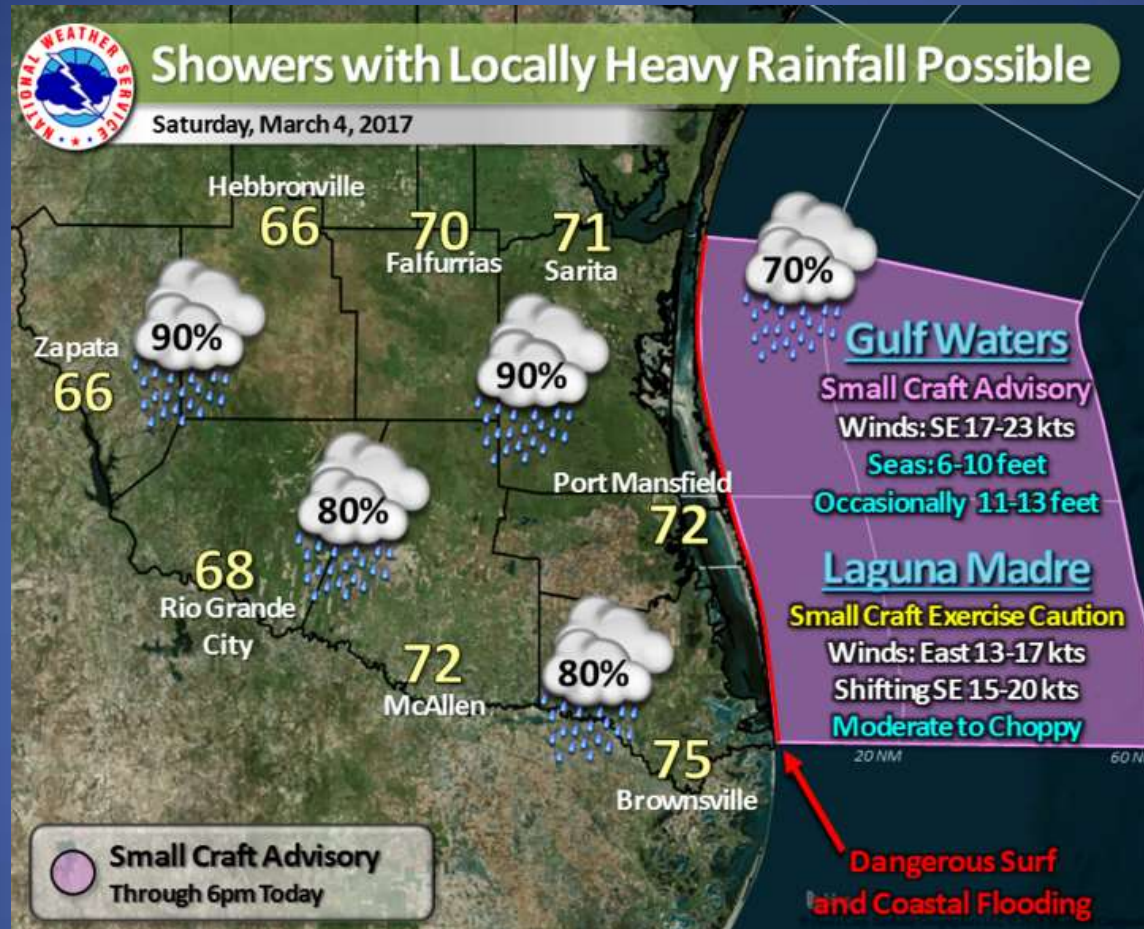 NATIONAL WEATHER SERVICE
Showers with Locally Heavy Rainfall Possible
Saturday, March 4, 2017
Hebbronville
66
70
Falfurrias
71
Sarita
70%
90%
Zapata
66
90%
Gulf Waters
Small Craft Advisory
Winds: SE 17-23 kts
Seas: 6-10 feet
Occasionally 11-13 feet
80%
Port Mansfield
72
68
Rio Grande
City
Laguna Madre
Small Craft Exercise Caution
Winds: East 13-17 kts
Shifting SE 15-20 kts
Moderate to Choppy
72
McAllen
80%
75
Brownsville
20 NM
60 N
Small Craft Advisory
Through 6pm Today
Dangerous Surf
and Coastal Flooding